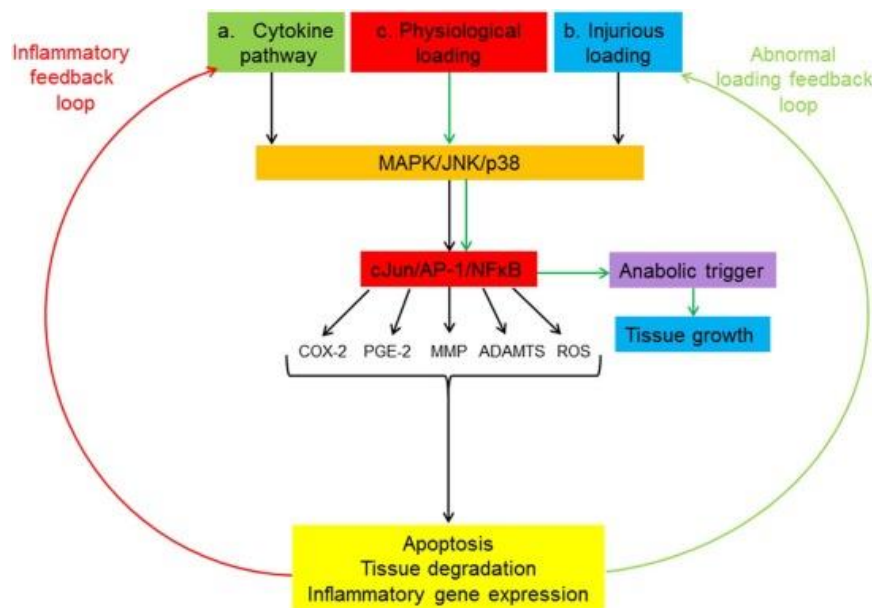 Inflammatory
feedback
loop
a. Cytokine
pathway
c. Physiological
loading
b. Injurious
loading
Abnormal
loading feedback
loop
MAPK/JNK/p38
cJun/AP-1/NFκB
Anabolic trigger
Tissue growth
COX-2 PGE-2 MMP ADAMTS ROS
Apoptosis
Tissue degradation
Inflammatory gene expression